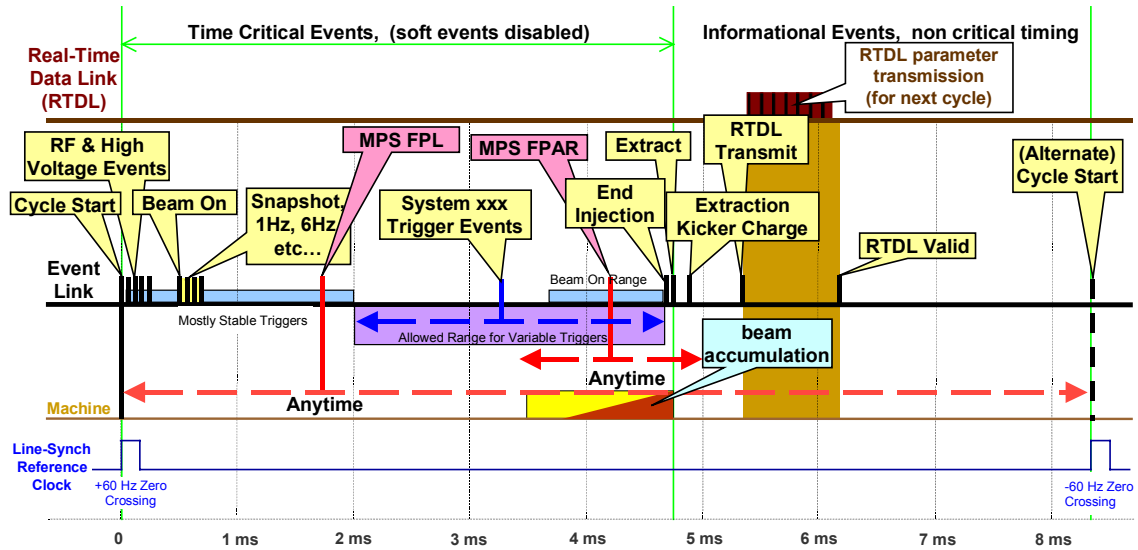 Time Critical Events, (soft events disabled)
Informational Events, non critical timing
Real-Time
Data Link
(RTDL)
RTDL parameter
transmission
(for next cycle)
RF & High
Voltage Events
MPS FPL
MPS FPAR
Extract
RTDL
Transmit
(Alternate)
Cycle Start
Cycle Start
Beam On
Snapshot,
1Hz, 6Hz
etc…
System xxx
Trigger Events
End
Injection
Extraction
Kicker Charge
RTDL Valid
Event
Link
Beam On Range
Mostly Stable Triggers
Allowed Range for Variable Triggers
beam
accumulation
Anytime
Anytime
Machine
Line-Synch
Reference
Clock
+60 Hz Zero
Crossing
-60 Hz Zero
Crossing
0
1 ms
2 ms
3 ms
4 ms
5 ms
6 ms
7 ms
8 ms